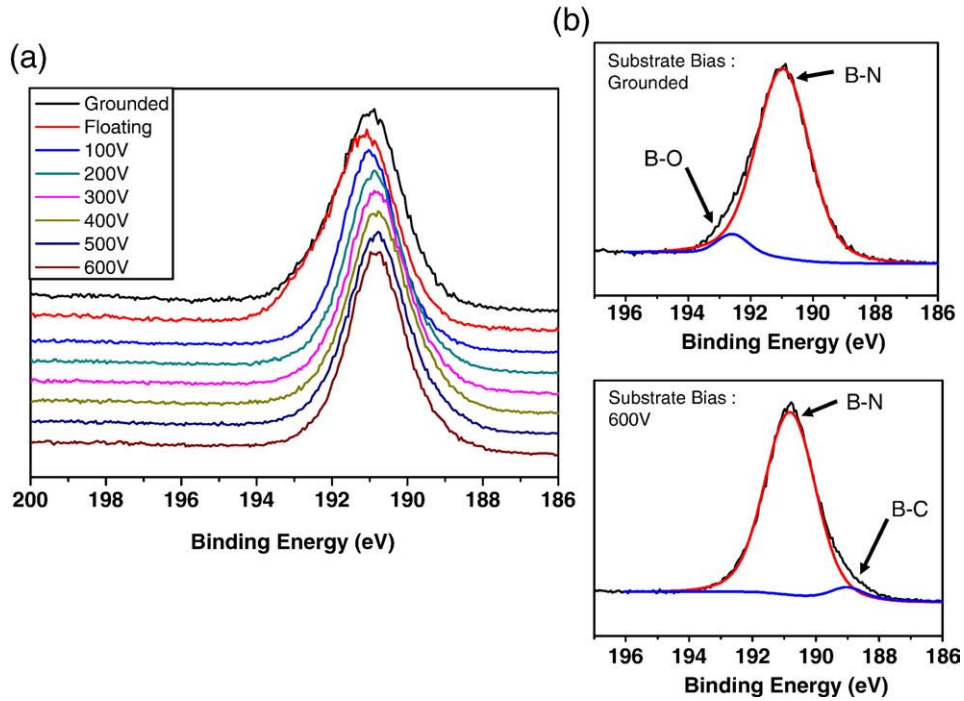 (a)
Grounded
Floating
100V
200V
300V
400V
500V
600V
200 198 196 194 192 190 188 186
Binding Energy (eV)
(b)
Substrate Bias :
Grounded
B-N
B-O
196 194 192 190 188 186
Binding Energy (eV)
Substrate Bias :
600V
B-N
B-C
196 194 192 190 188 186
Binding Energy (eV)